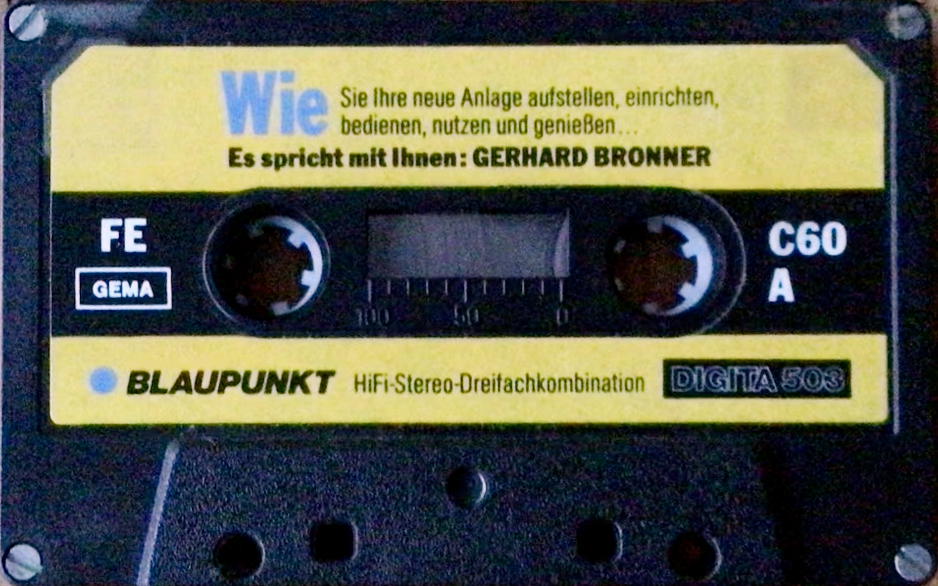 Wie Sie Ihre neue Anlage aufstellen, einrichten,
bedienen, nutzen und genießen...
Es spricht mit Ihnen: GERHARD BRONNER
FE
GEMA
100 50 0
C60
A
BLAUPUNKT HiFi-Stereo-Dreifachkombination DIGITA 503